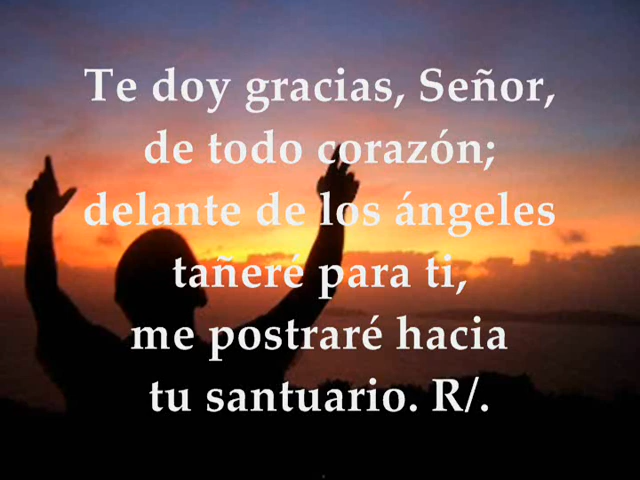 Te doy gracias, Señor,
de todo corazón;
delante de los ángeles
tañeré para ti,
me postraré hacia
tu santuario. R/.